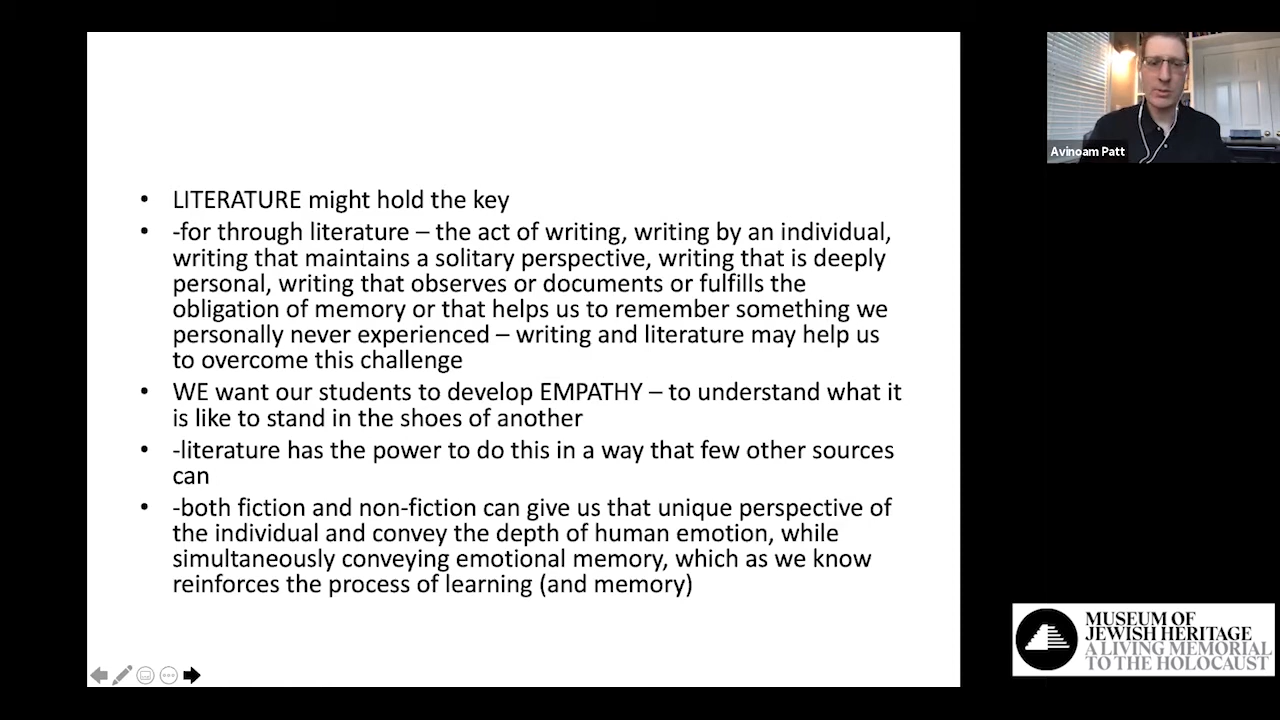 • LITERATURE might hold the key
• -for through literature – the act of writing, writing by an individual,
writing that maintains a solitary perspective, writing that is deeply
personal, writing that observes or documents or fulfills the
obligation of memory or that helps us to remember something we
personally never experienced – writing and literature may help us
to overcome this challenge
• WE want our students to develop EMPATHY – to understand what it
is like to stand in the shoes of another
• -literature has the power to do this in a way that few other sources
can
• -both fiction and non-fiction can give us that unique perspective of
the individual and convey the depth of human emotion, while
simultaneously conveying emotional memory, which as we know
reinforces the process of learning (and memory)
Avinoam Patt
MUSEUM OF
JEWISH HERITAGE
A LIVING MEMORIAL
TO THE HOLOCAUST